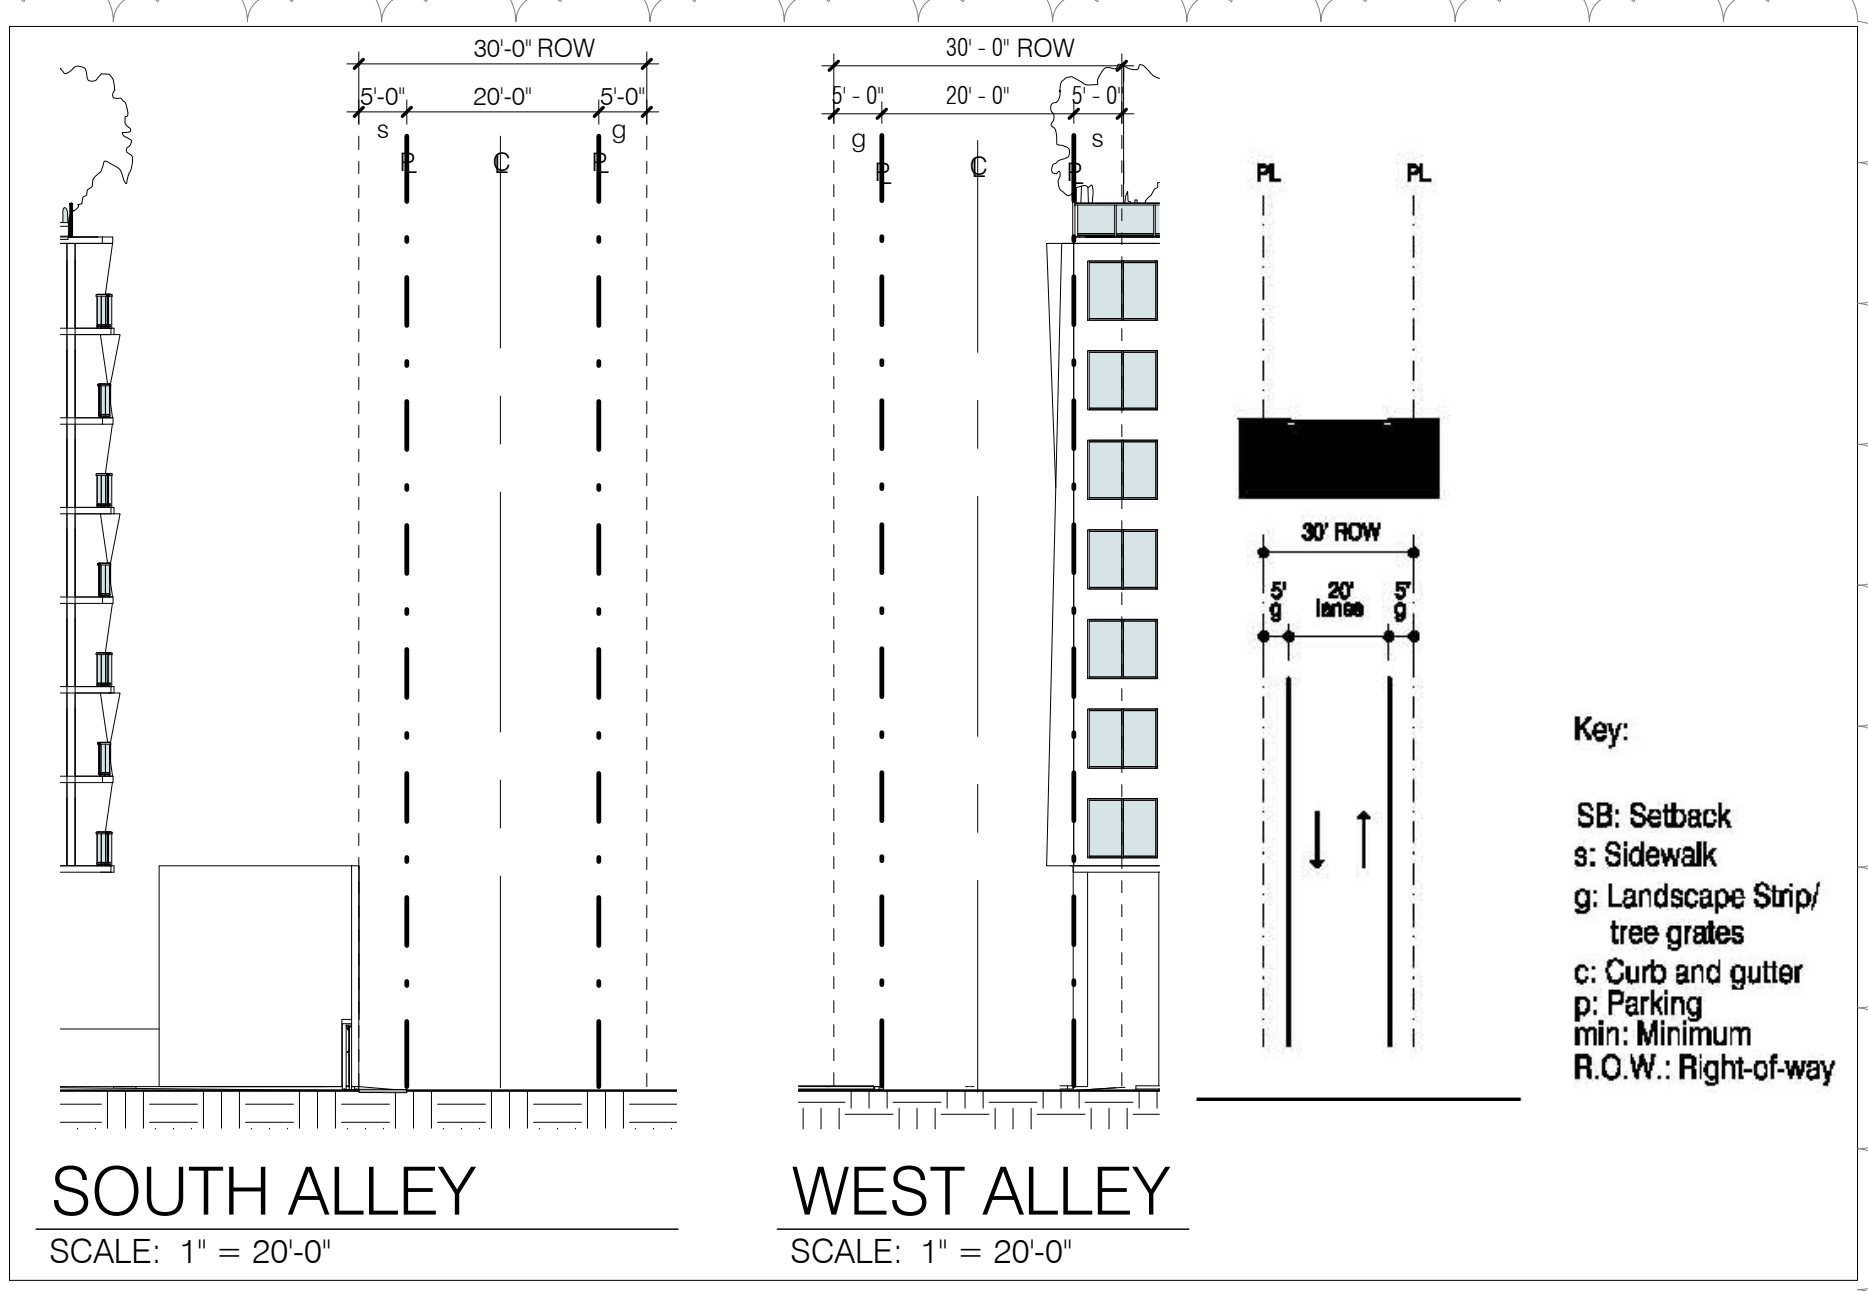 30'-0" ROW
5'-0" 20'-0" 5'-0"
s g
PL CL PL
SOUTH ALLEY
SCALE: 1" = 20'-0"
30' - 0" ROW
5' - 0" 20' - 0" 5' - 0"
g s
PL CL PL
WEST ALLEY
SCALE: 1" = 20'-0"
PL PL
30' ROW
5' 20' 5'
g lanes g
Key:
SB: Setback
s: Sidewalk
g: Landscape Strip/
tree grates
c: Curb and gutter
p: Parking
min: Minimum
R.O.W.: Right-of-way